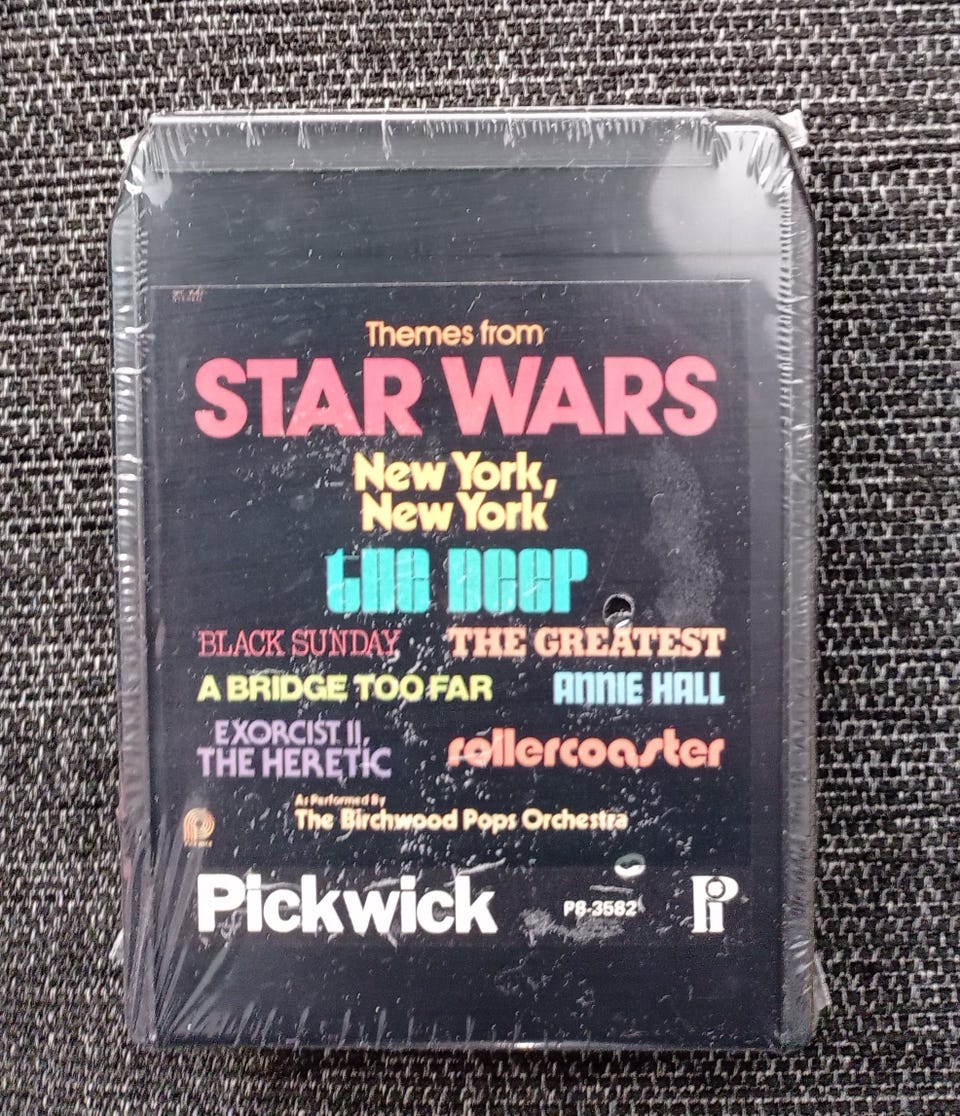 Themes from
STAR WARS
New York,
New York
the Deep
BLACK SUNDAY THE GREATEST
A BRIDGE TOO FAR ANNIE HALL
EXORCIST II,
THE HERETIC
rollercoaster
As Performed By
The Birchwood Pops Orchestra
Pickwick P8-3582